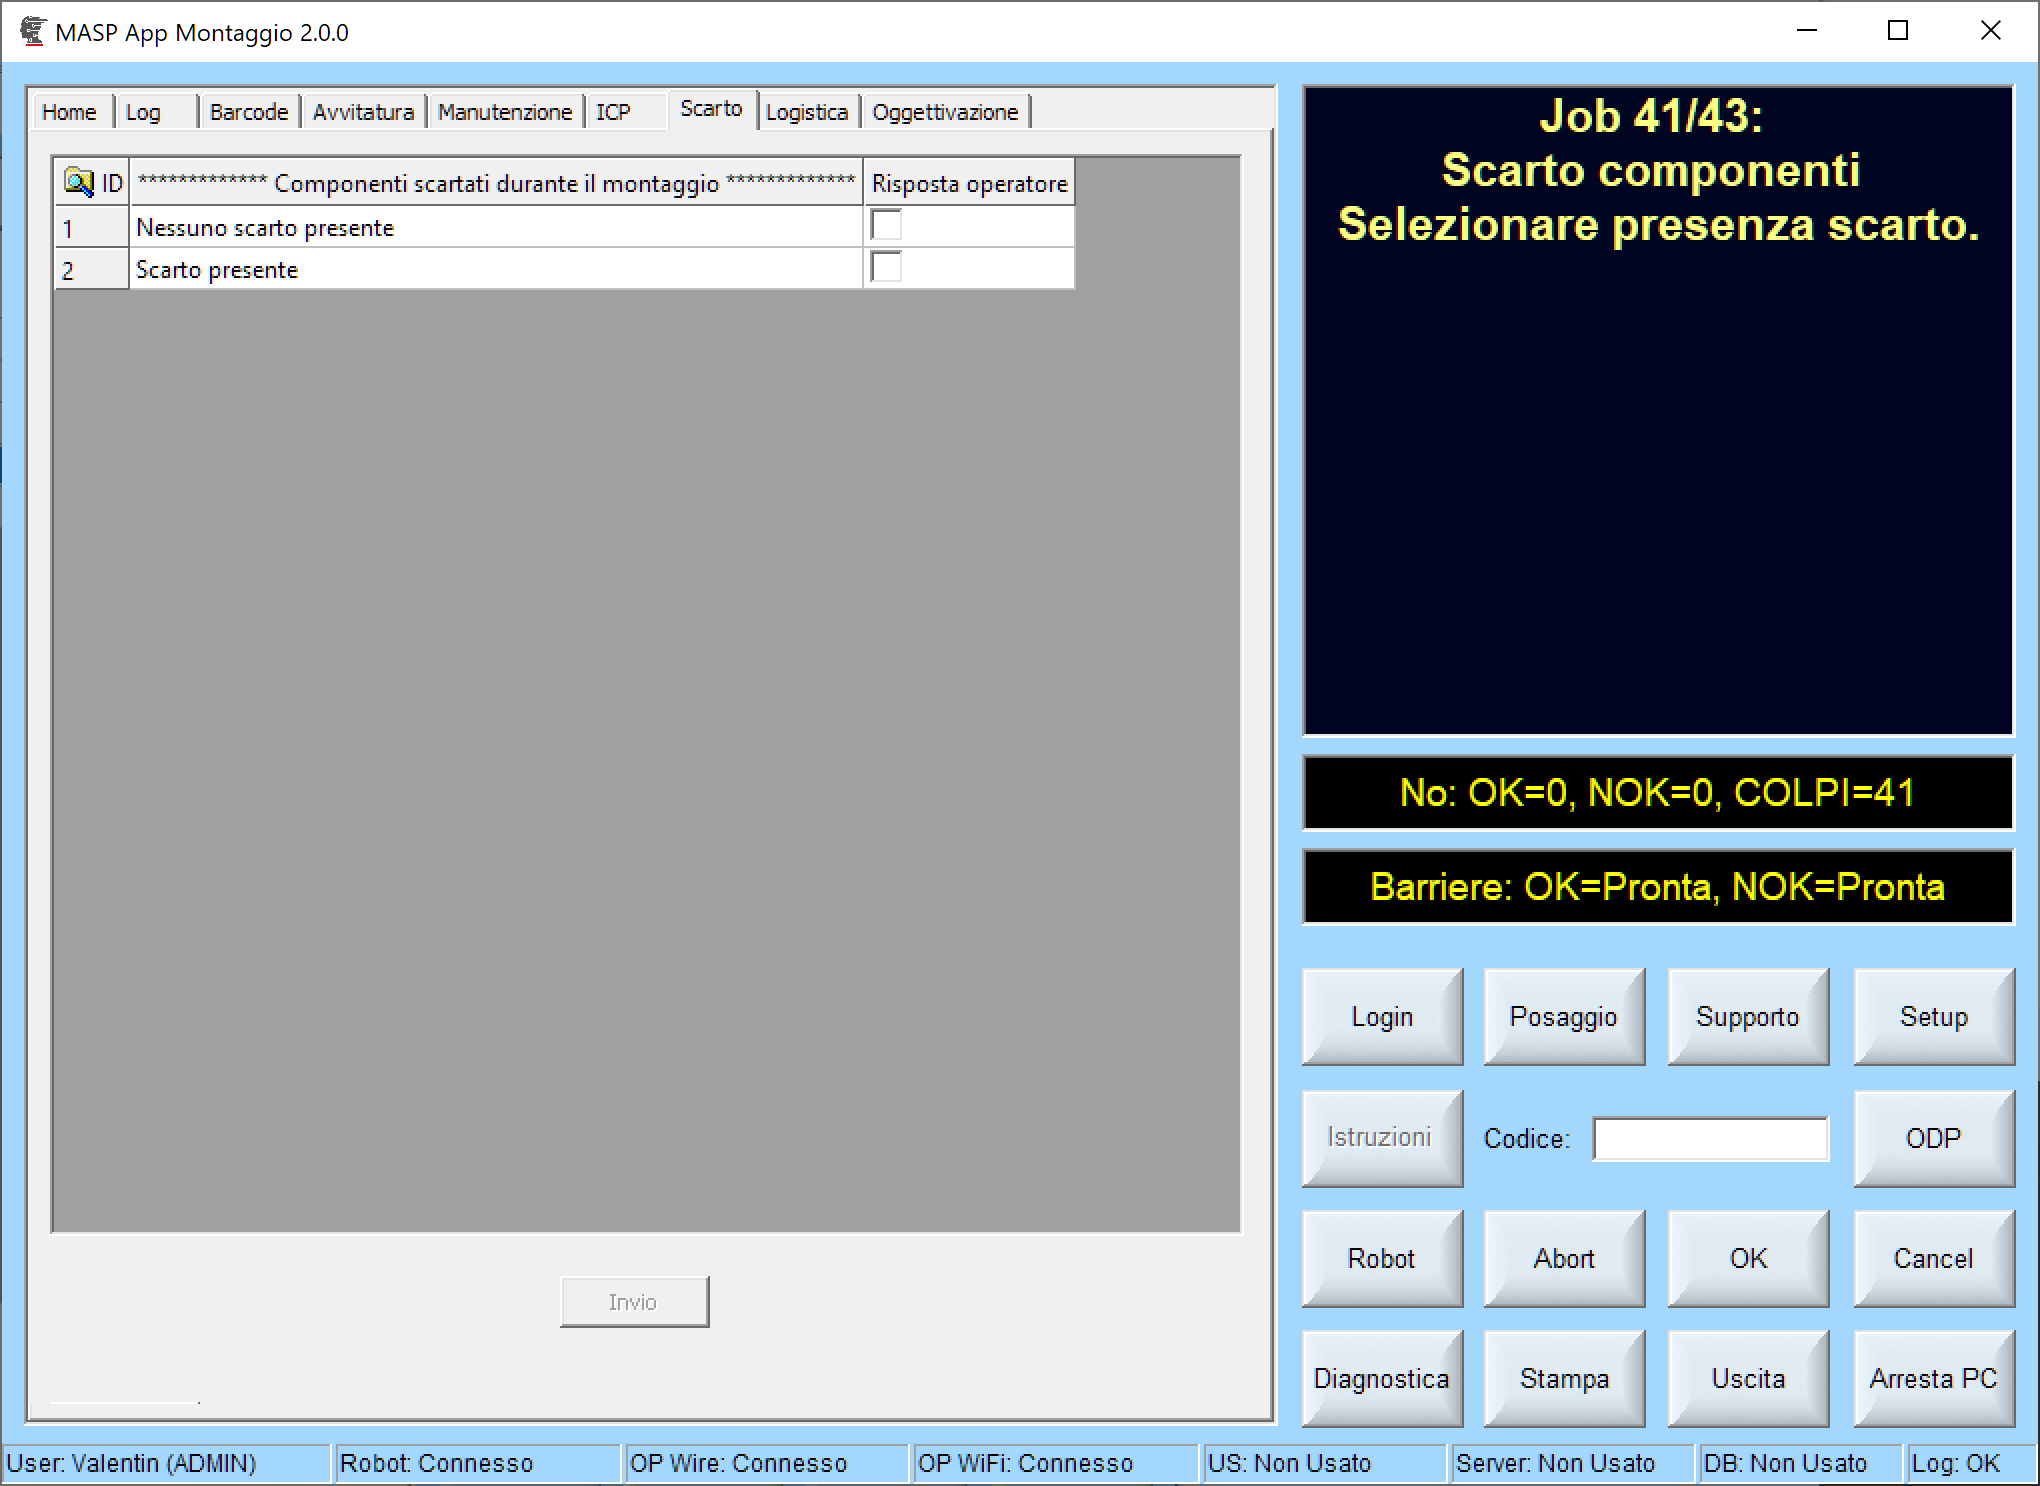 MASP App Montaggio 2.0.0
Home Log Barcode Avvitatura Manutenzione ICP Scarto Logistica Oggettivazione
ID ************* Componenti scartati durante il montaggio ************* Risposta operatore
1 Nessuno scarto presente
2 Scarto presente
Invio
Job 41/43:
Scarto componenti
Selezionare presenza scarto.
No: OK=0, NOK=0, COLPI=41
Barriere: OK=Pronta, NOK=Pronta
Login Posaggio Supporto Setup
Istruzioni Codice: ODP
Robot Abort OK Cancel
Diagnostica Stampa Uscita Arresta PC
User: Valentin (ADMIN) Robot: Connesso OP Wire: Connesso OP WiFi: Connesso US: Non Usato Server: Non Usato DB: Non Usato Log: OK